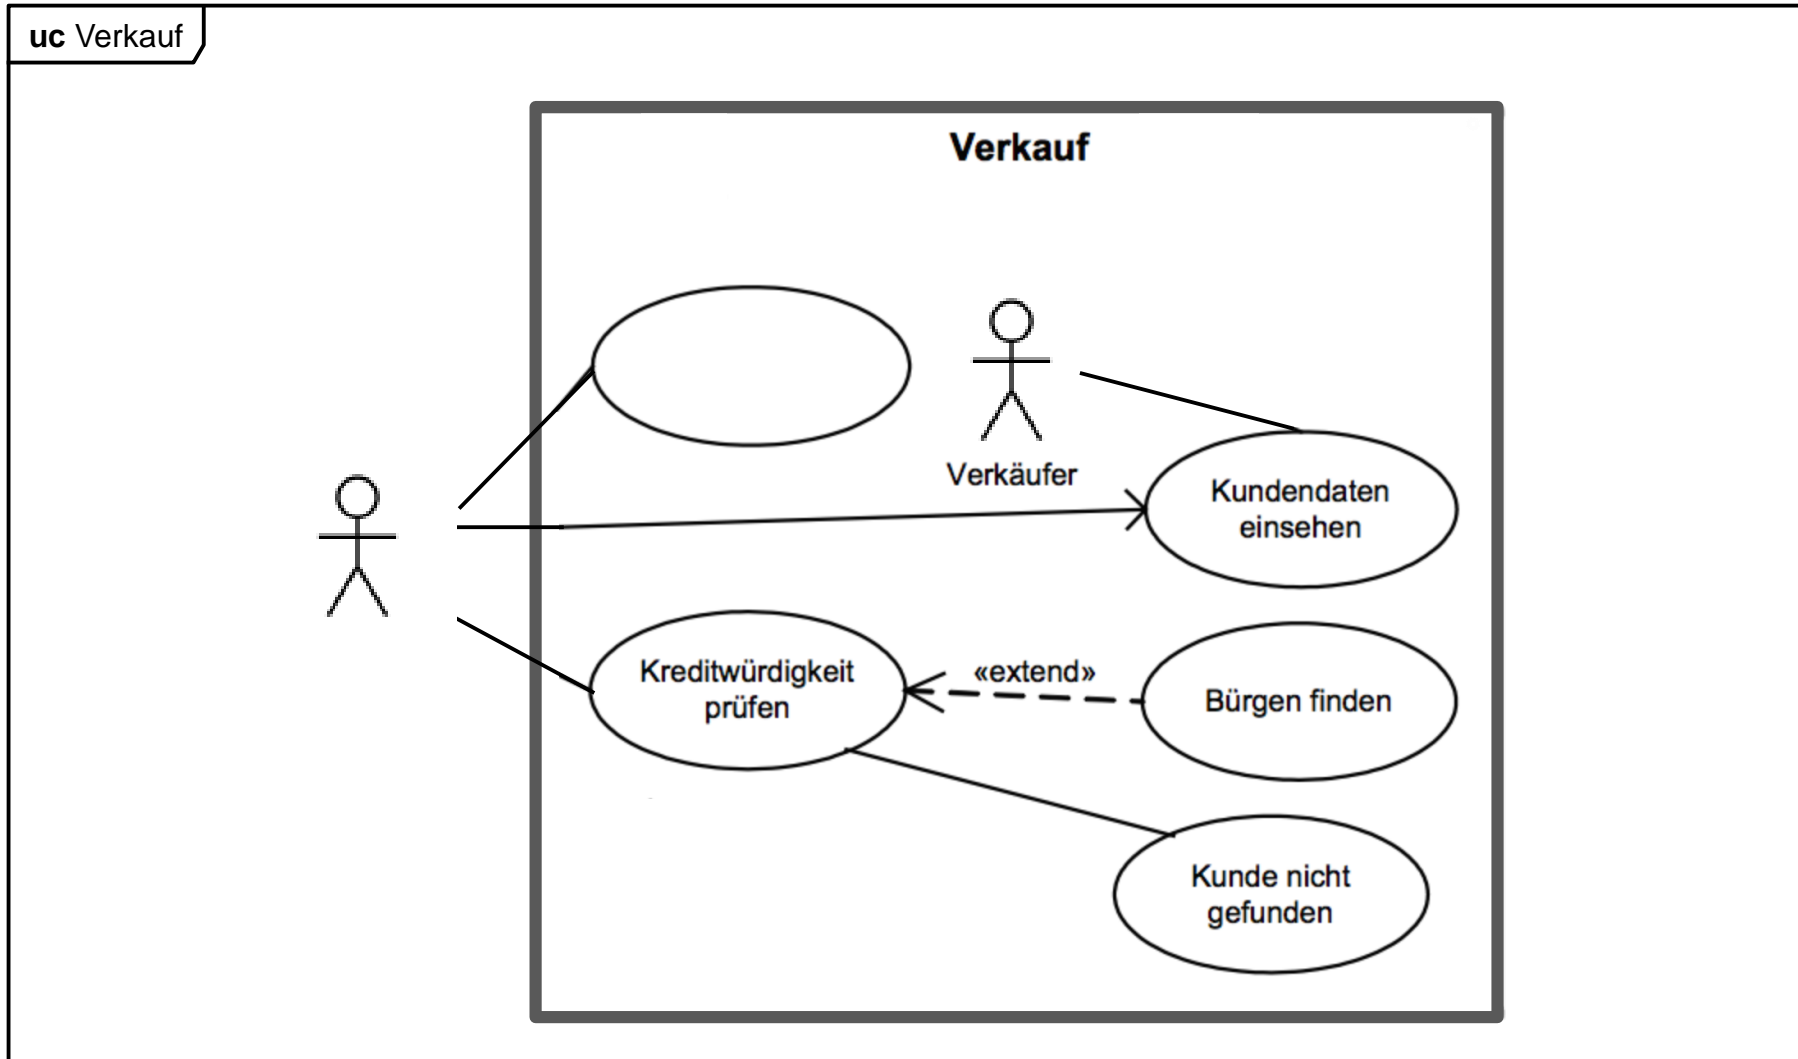 uc Verkauf
Verkauf
Verkäufer
Kundendaten
einsehen
Kreditwürdigkeit
prüfen
«extend»
Bürgen finden
Kunde nicht
gefunden